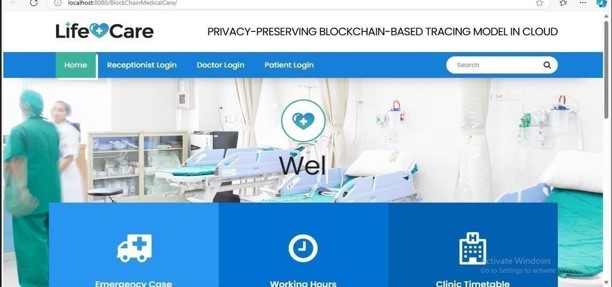 localhost:8080/BlockChainMedicalCare/
Life Care
PRIVACY-PRESERVING BLOCKCHAIN-BASED TRACING MODEL IN CLOUD
Home Receptionist Login Doctor Login Patient Login Search
Wel
H
Activate Windows
Go to Settings to activate
Emergency Case Working Hours Clinic Timetable